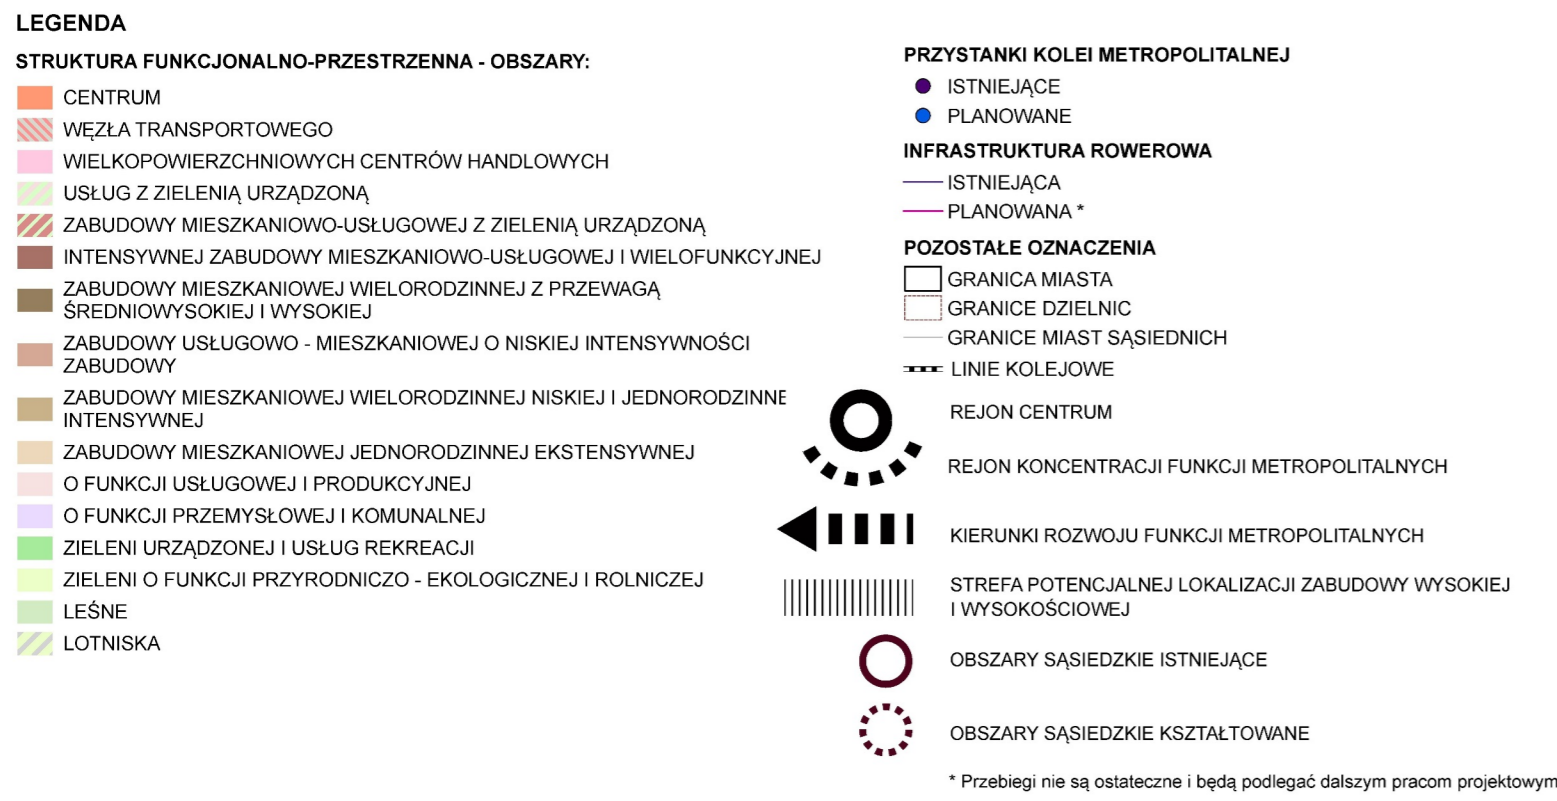 LEGENDA
STRUKTURA FUNKCJONALNO-PRZESTRZENNA - OBSZARY:
CENTRUM
WĘZŁA TRANSPORTOWEGO
WIELKOPOWIERZCHNIOWYCH CENTRÓW HANDLOWYCH
USŁUG Z ZIELENIĄ URZĄDZONĄ
ZABUDOWY MIESZKANIOWO-USŁUGOWEJ Z ZIELENIĄ URZĄDZONĄ
INTENSYWNEJ ZABUDOWY MIESZKANIOWO-USŁUGOWEJ I WIELOFUNKCYJNEJ
ZABUDOWY MIESZKANIOWEJ WIELORODZINNEJ Z PRZEWAGĄ
ŚREDNIOWYSOKIEJ I WYSOKIEJ
ZABUDOWY USŁUGOWO - MIESZKANIOWEJ O NISKIEJ INTENSYWNOŚCI
ZABUDOWY
ZABUDOWY MIESZKANIOWEJ WIELORODZINNEJ NISKIEJ I JEDNORODZINNE
INTENSYWNEJ
ZABUDOWY MIESZKANIOWEJ JEDNORODZINNEJ EKSTENSYWNEJ
O FUNKCJI USŁUGOWEJ I PRODUKCYJNEJ
O FUNKCJI PRZEMYSŁOWEJ I KOMUNALNEJ
ZIELENI URZĄDZONEJ I USŁUG REKREACJI
ZIELENI O FUNKCJI PRZYRODNICZO - EKOLOGICZNEJ I ROLNICZEJ
LEŚNE
LOTNISKA
PRZYSTANKI KOLEI METROPOLITALNEJ
ISTNIEJĄCE
PLANOWANE
INFRASTRUKTURA ROWEROWA
ISTNIEJĄCA
PLANOWANA *
POZOSTAŁE OZNACZENIA
GRANICA MIASTA
GRANICE DZIELNIC
GRANICE MIAST SĄSIEDNICH
LINIE KOLEJOWE
REJON CENTRUM
REJON KONCENTRACJI FUNKCJI METROPOLITALNYCH
KIERUNKI ROZWOJU FUNKCJI METROPOLITALNYCH
STREFA POTENCJALNEJ LOKALIZACJI ZABUDOWY WYSOKIEJ
I WYSOKOŚCIOWEJ
OBSZARY SĄSIEDZKIE ISTNIEJĄCE
OBSZARY SĄSIEDZKIE KSZTAŁTOWANE
* Przebiegi nie są ostateczne i będą podlegać dalszym pracom projektowym